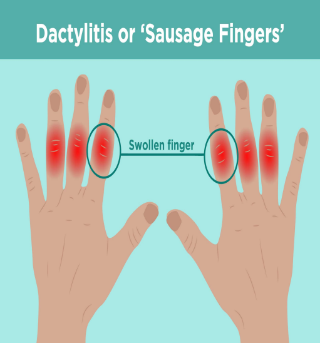 Dactylitis or ‘Sausage Fingers’
Swollen finger